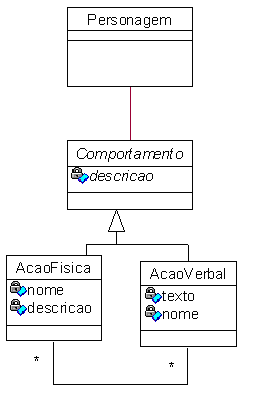 Personagem
Comportamento
descricao
AcaoFisica
nome
descricao
AcaoVerbal
texto
nome
*
*